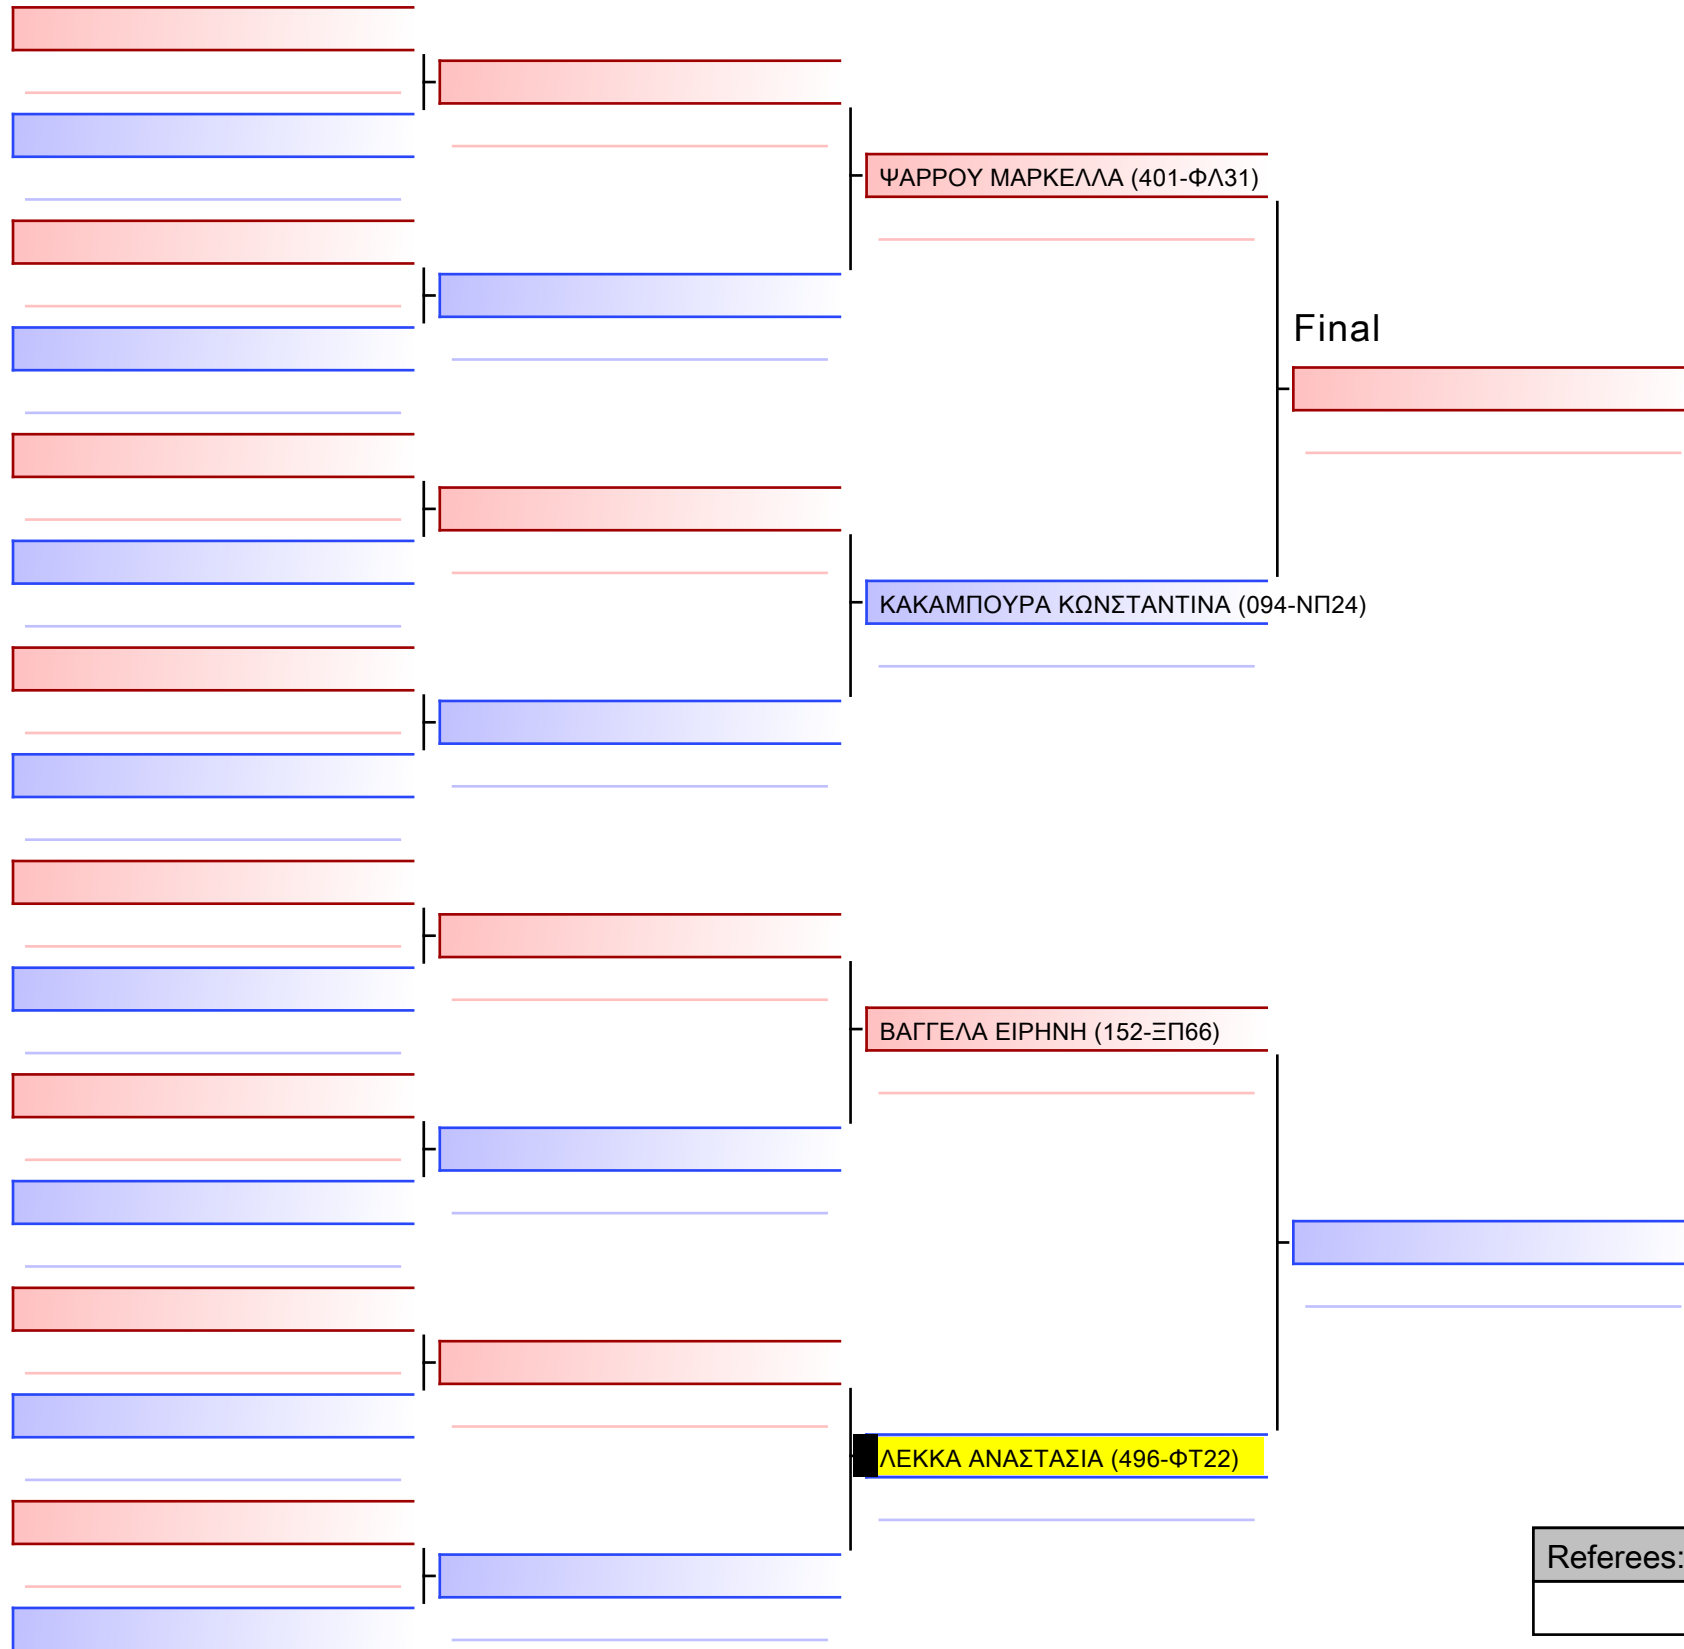 ΨΑΡΡΟΥ ΜΑΡΚΕΛΛΑ (401-ΦΛ31)
Final
ΚΑΚΑΜΠΟΥΡΑ ΚΩΝΣΤΑΝΤΙΝΑ (094-ΝΠ24)
ΒΑΓΓΕΛΑ ΕΙΡΗΝΗ (152-ΞΠ66)
ΛΕΚΚΑ ΑΝΑΣΤΑΣΙΑ (496-ΦΤ22)
Referees: